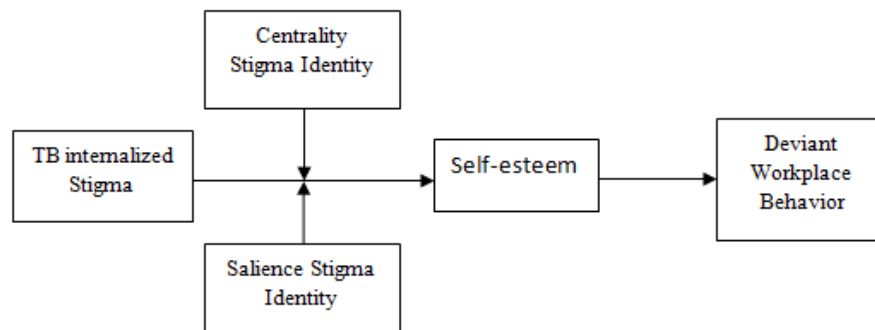 Centrality
Stigma Identity
TB internalized
Stigma
Self-esteem
Deviant
Workplace
Behavior
Salience Stigma
Identity